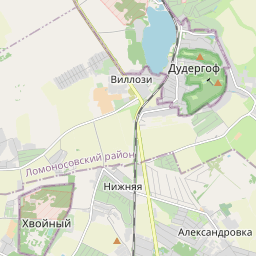 Дудергоф
Виллози
Ломоносовский район
Нижняя
Хвойный
Александровка